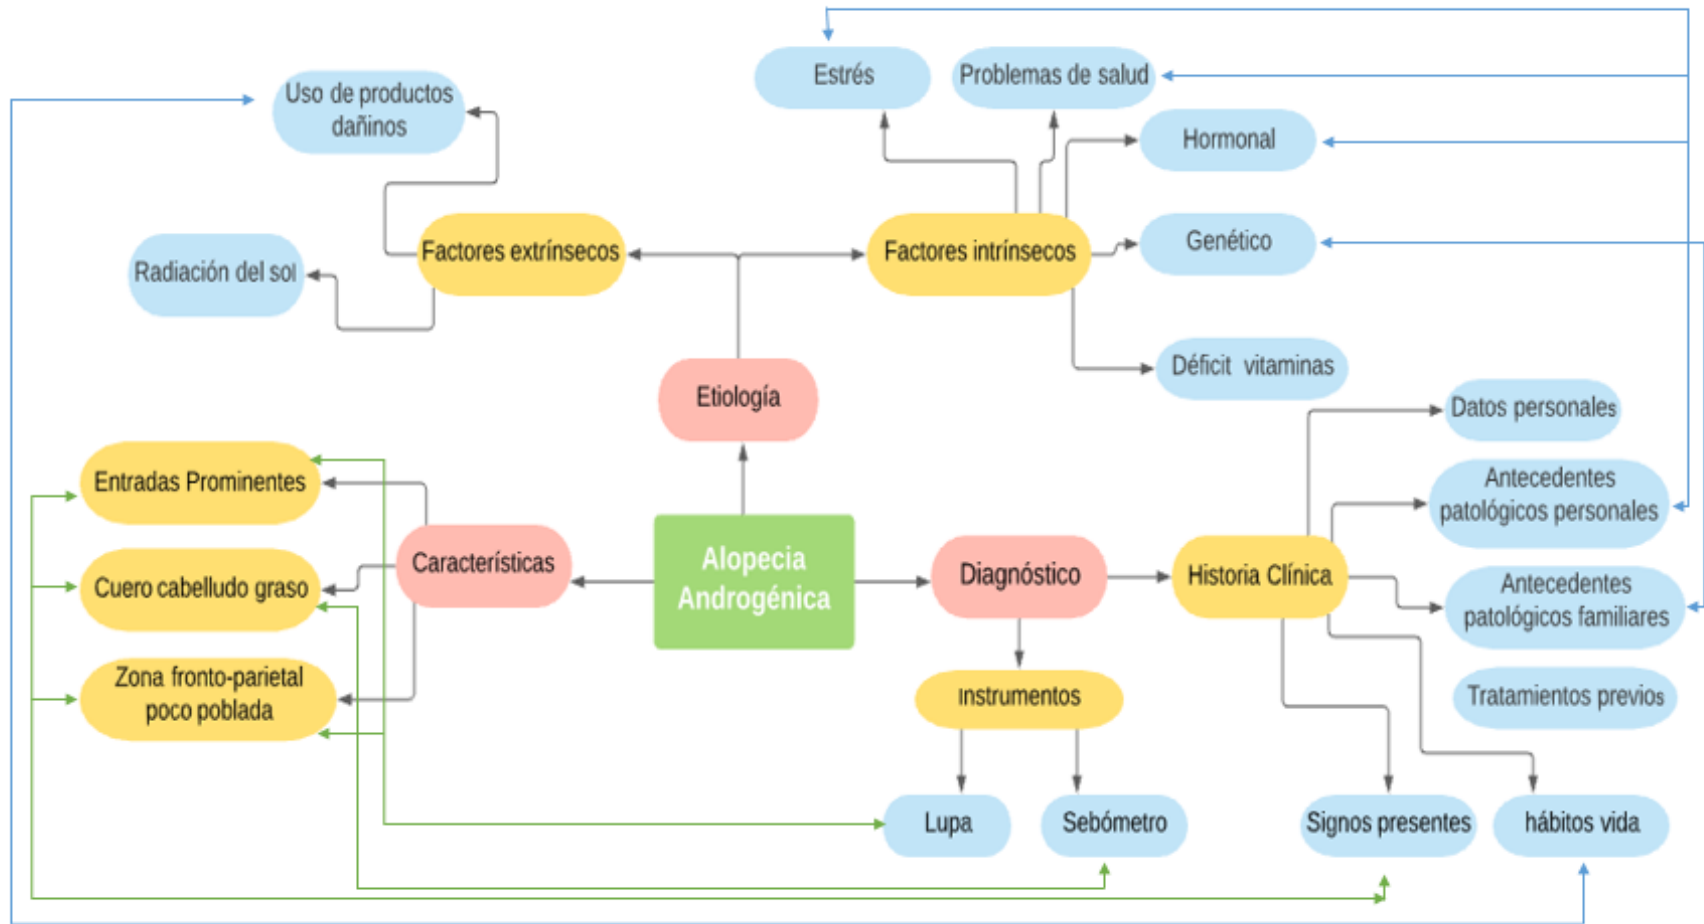 Estrés
Problemas de salud
Uso de productos
dañinos
Hormonal
Factores extrínsecos
Factores intrínsecos
Genético
Radiación del sol
Déficit vitaminas
Etiología
Datos personales
Entradas Prominentes
Antecedentes
patológicos personales
Características
Alopecia
Androgénica
Diagnóstico
Historia Clínica
Cuero cabelludo graso
Antecedentes
patológicos familiares
Zona fronto-parietal
poco poblada
Instrumentos
Tratamientos previos
Lupa
Sebómetro
Signos presentes
hábitos vida